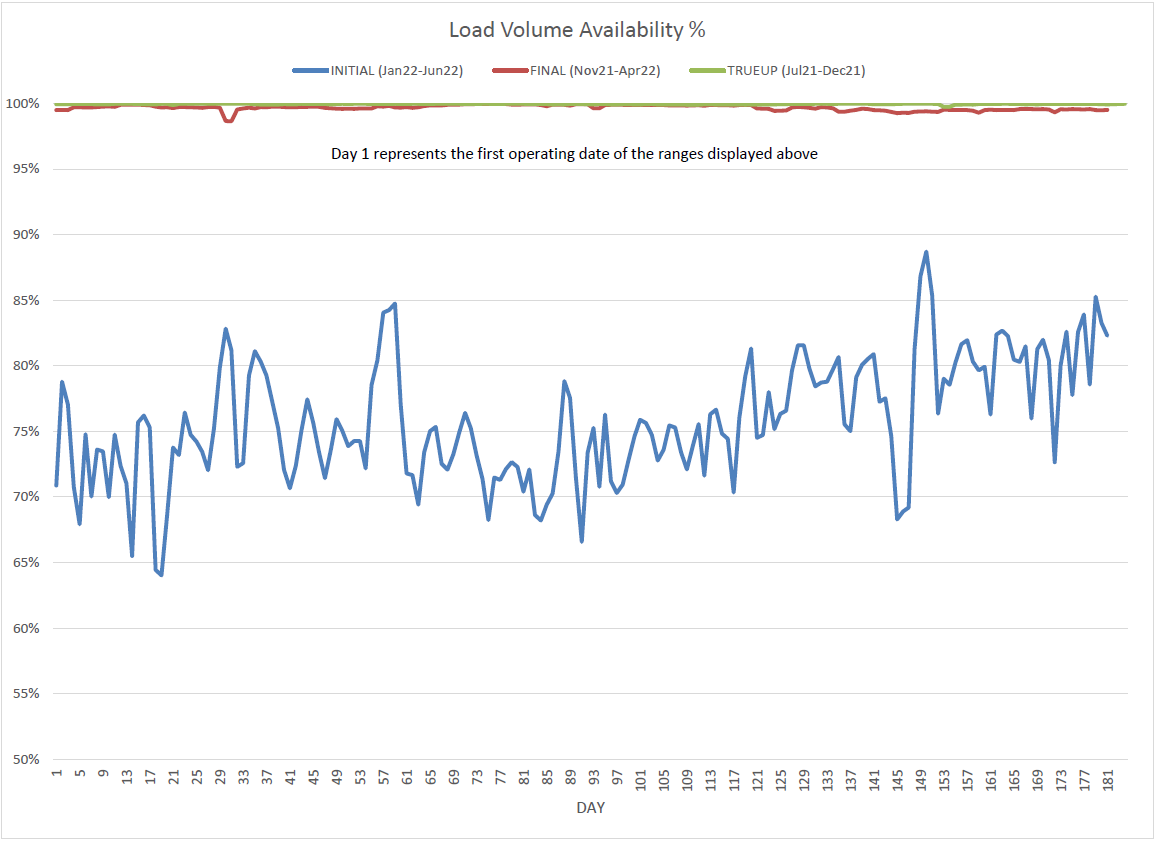 Load Volume Availability %
INITIAL (Jan22-Jun22) FINAL (Nov21-Apr22) TRUEUP (Jul21-Dec21)
100%
Day 1 represents the first operating date of the ranges displayed above
95%
90%
85%
80%
75%
70%
65%
60%
55%
50%
1 5 9 13 17 21 25 29 33 37 41 45 49 53 57 61 65 69 73 77 81 85 89 93 97 101 105 109 113 117 121 125 129 133 137 141 145 149 153 157 161 165 169 173 177 181
DAY